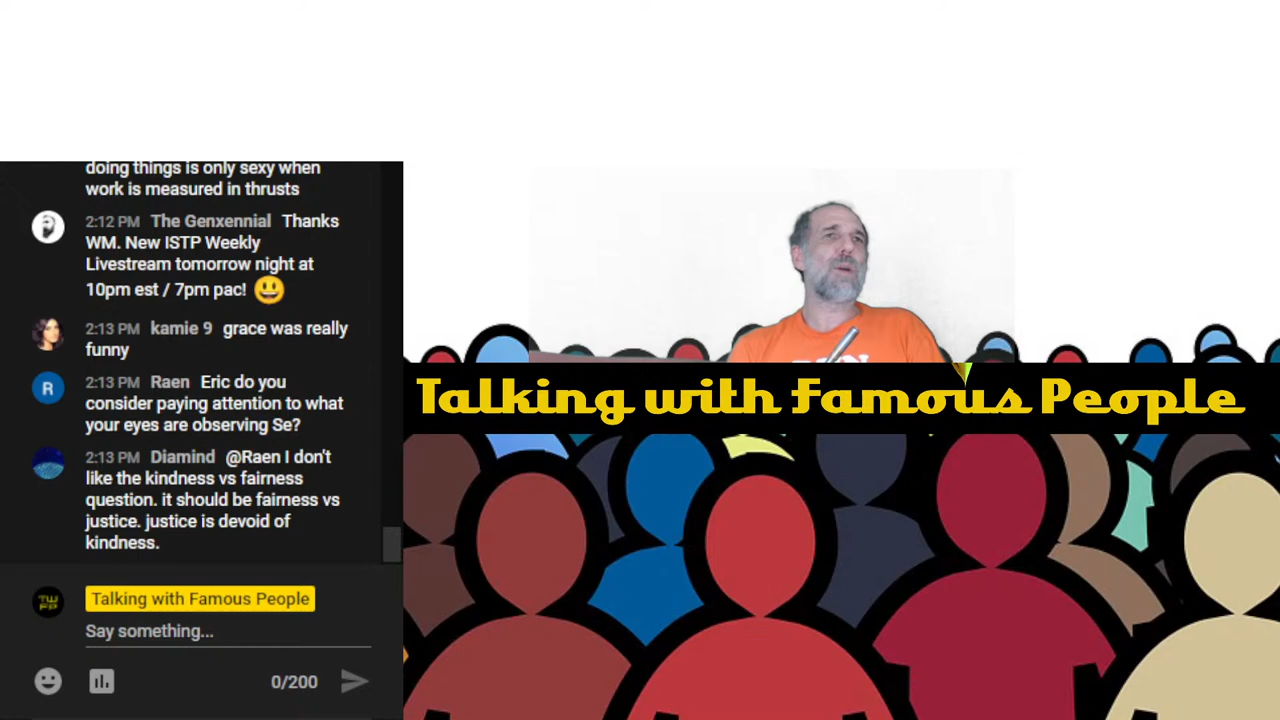 doing things is only sexy when
work is measured in thrusts
2:12 PM The Genxennial Thanks
WM. New ISTP Weekly
Livestream tomorrow night at
10pm est / 7pm pac! 😃
2:13 PM kamie 9 grace was really
funny
R
2:13 PM Raen Eric do you
consider paying attention to what
your eyes are observing Se?
2:13 PM Diamind @Raen I don't
like the kindness vs fairness
question. it should be fairness vs
justice. justice is devoid of
kindness.
TW
FP
Talking with Famous People
Say something...
0/200
Talking with Famous People